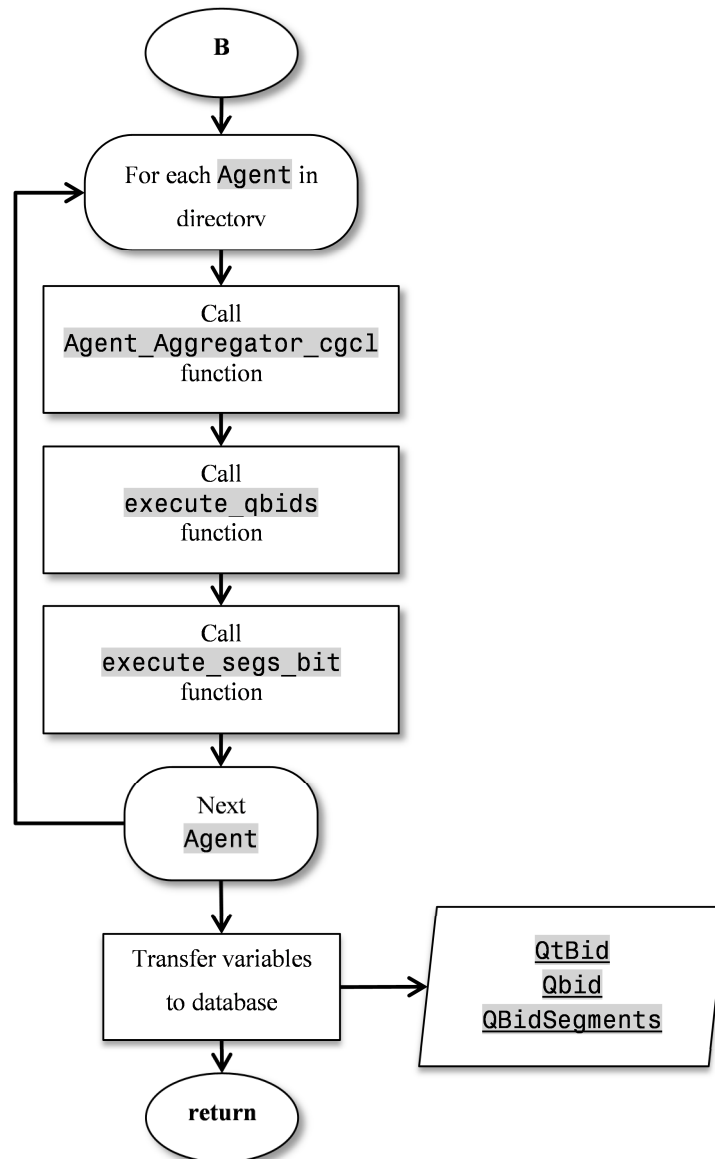 B
For each Agent in
directory
Call
Agent_Aggregator_cgcl
function
Call
execute_qbids
function
Call
execute_segs_bit
function
Next
Agent
Transfer variables
to database
QtBid
Qbid
QBidSegments
return